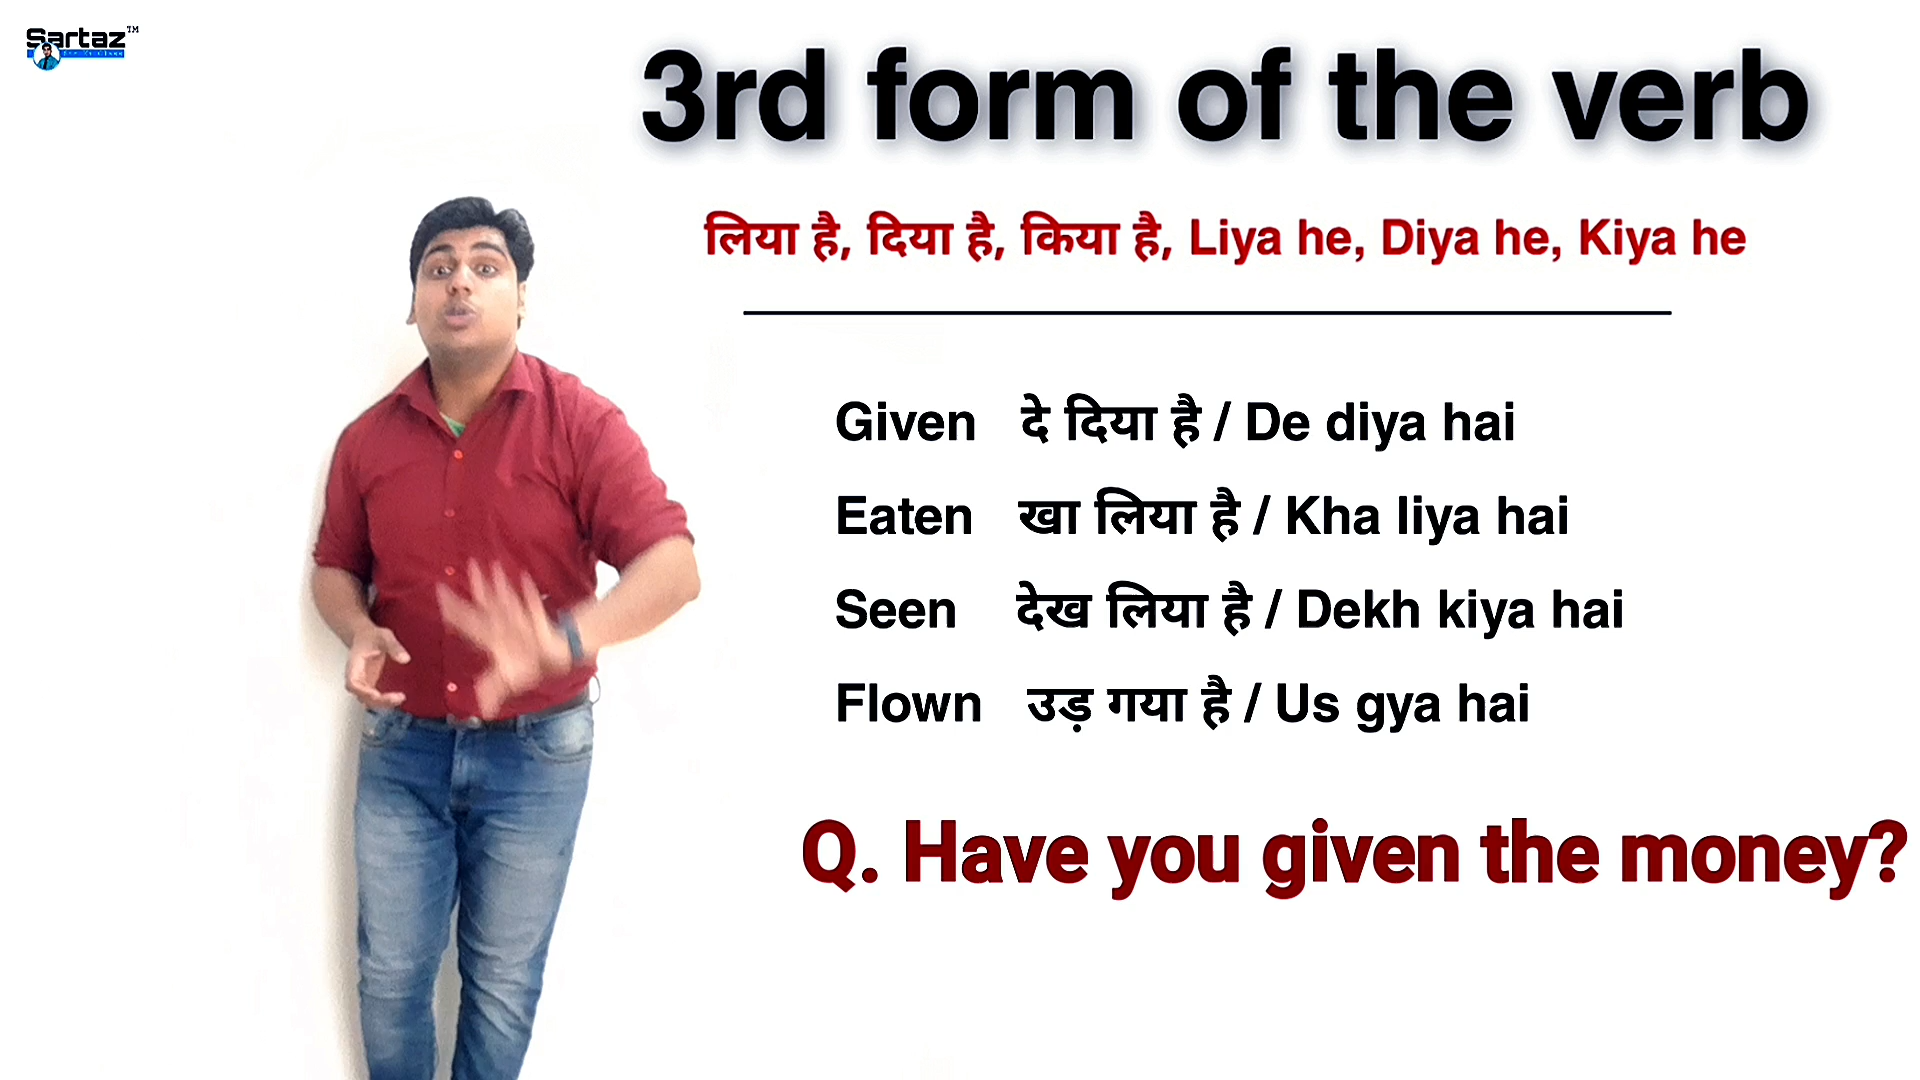 Sartaz™
3rd form of the verb
लिया है, दिया है, किया है, Liya he, Diya he, Kiya he
Given दे दिया है / De diya hai
Eaten खा लिया है / Kha liya hai
Seen देख लिया है / Dekh kiya hai
Flown उड़ गया है / Us gya hai
Q. Have you given the money?